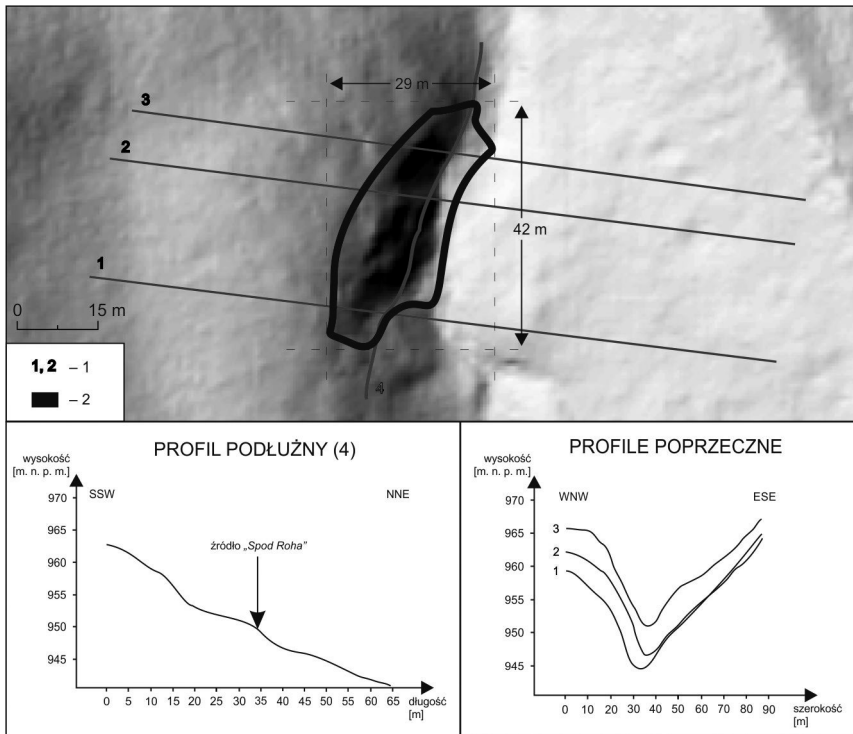 3
2
1
29 m
42 m
4
0 15 m
1, 2 – 1
– 2
PROFIL PODŁUŻNY (4)
wysokość
[m. n. p. m.]
SSW
NNE
970
965
960
955
950
945
źródło „Spod Roha”
0 5 10 15 20 25 30 35 40 45 50 55 60 65
długość
[m]
PROFILE POPRZECZNE
wysokość
[m. n. p. m.]
WNW
ESE
970
965
960
955
950
945
3
2
1
0 10 20 30 40 50 60 70 80 90
szerokość
[m]